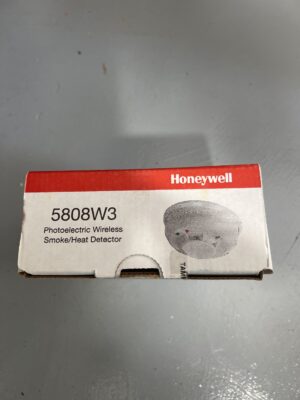 Honeywell
5808W3
Photoelectric Wireless
Smoke/Heat Detector